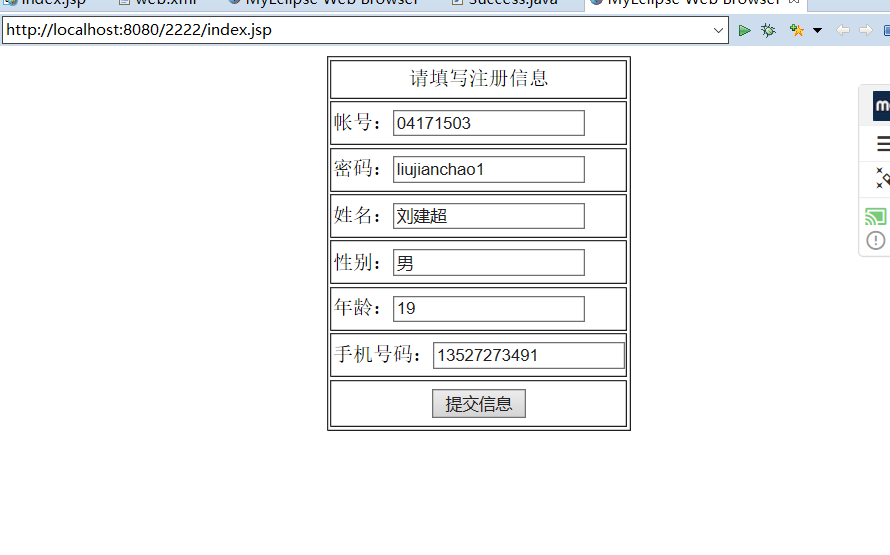 index.jsp web.xml MyEclipse Web Browser Success.java MyEclipse Web Browser
http://localhost:8080/2222/index.jsp
请填写注册信息
帐号：04171503
密码：liujianchao1
姓名：刘建超
性别：男
年龄：19
手机号码：13527273491
提交信息